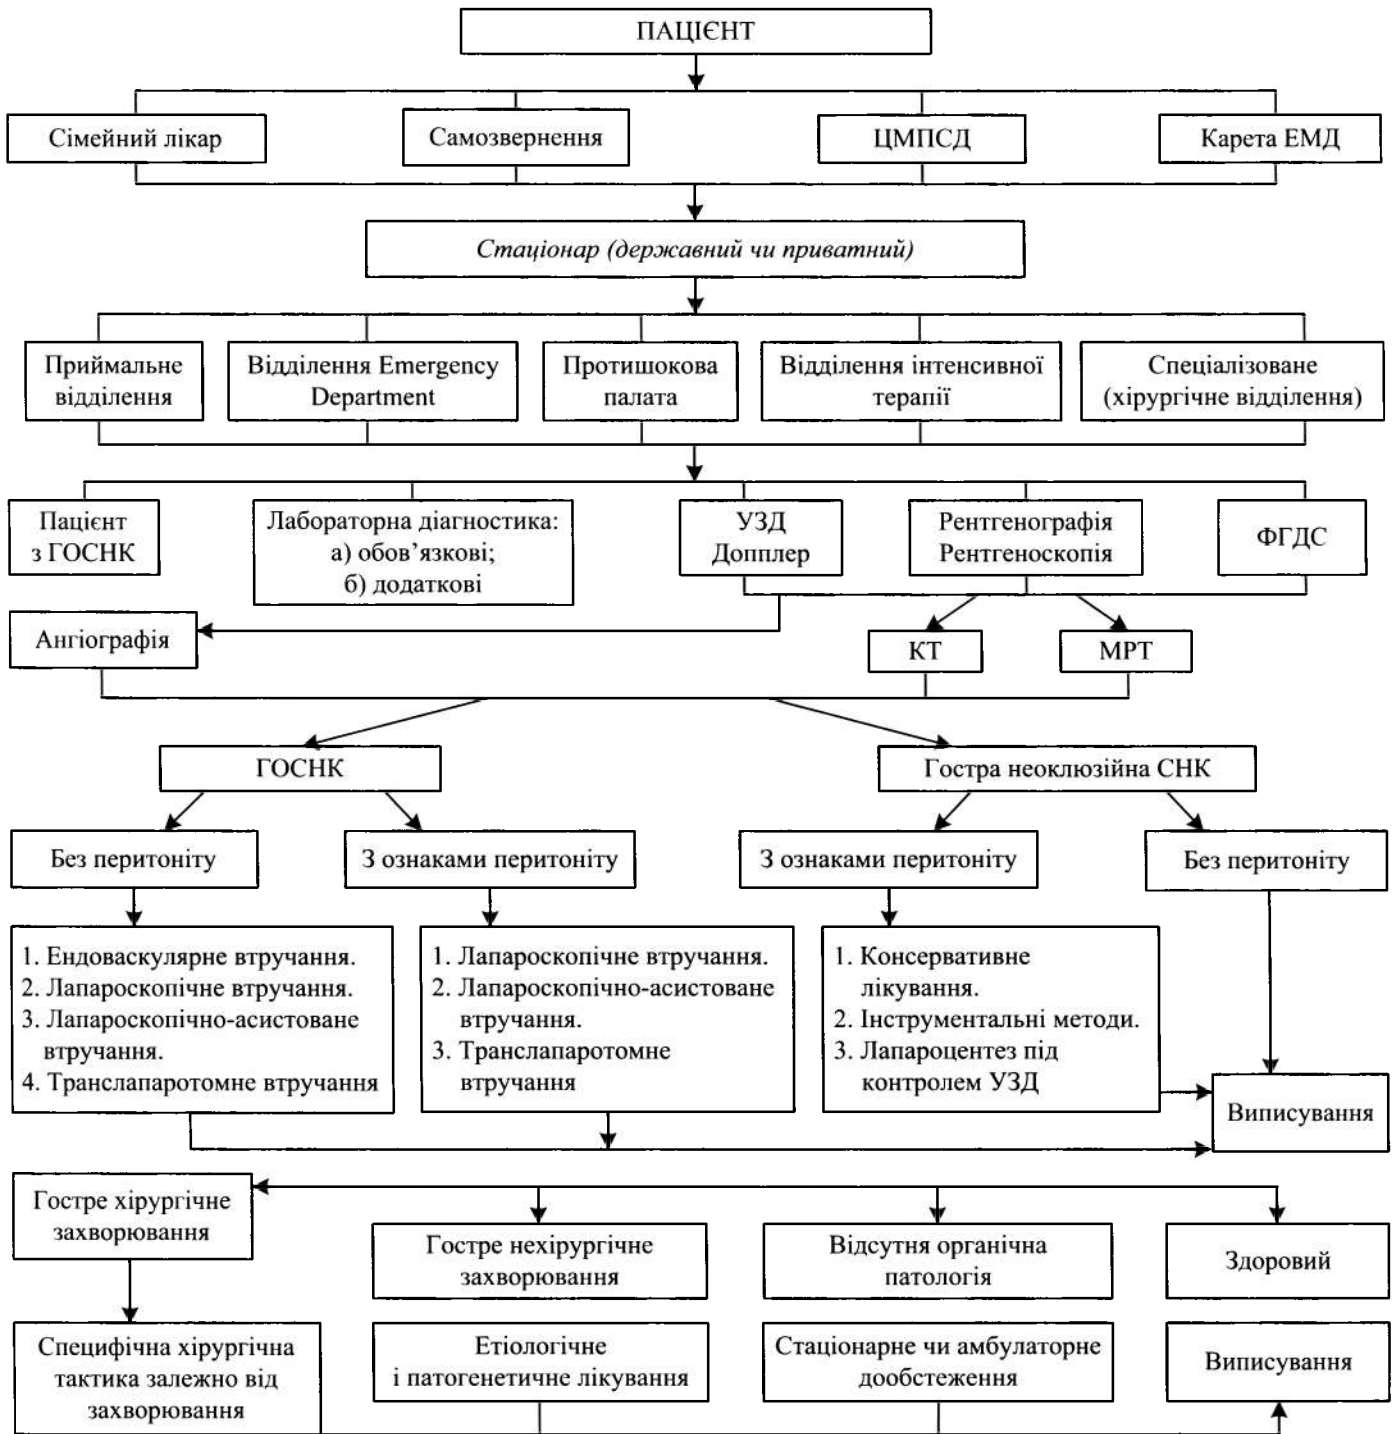 ПАЦІЄНТ
Сімейний лікар
Самозвернення
ЦМПСД
Карета ЕМД
Стаціонар (державний чи приватний)
Приймальне
відділення
Відділення Emergency
Department
Протишокова
палата
Відділення інтенсивної
терапії
Спеціалізоване
(хірургічне відділення)
Пацієнт
з ГОСНК
Лабораторна діагностика:
а) обов’язкові;
б) додаткові
УЗД
Допплер
Рентгенографія
Рентгеноскопія
ФГДС
Ангіографія
КТ
МРТ
ГОСНК
Гостра неоклюзійна СНК
Без перитоніту
З ознаками перитоніту
З ознаками перитоніту
Без перитоніту
1. Ендоваскулярне втручання.
2. Лапароскопічне втручання.
3. Лапароскопічно-асистоване
втручання.
4. Транслапаротомне втручання
1. Лапароскопічне втручання.
2. Лапароскопічно-асистоване
втручання.
3. Транслапаротомне
втручання
1. Консервативне
лікування.
2. Інструментальні методи.
3. Лапароцентез під
контролем УЗД
Виписування
Гостре хірургічне
захворювання
Гостре нехірургічне
захворювання
Відсутня органічна
патологія
Здоровий
Специфічна хірургічна
тактика залежно від
захворювання
Етіологічне
і патогенетичне лікування
Стаціонарне чи амбулаторне
дообстеження
Виписування